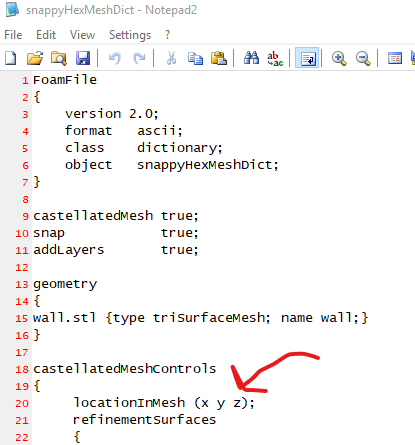 snappyHexMeshDict - Notepad2
File Edit View Settings ?
1 FoamFile
2 {
3 version 2.0;
4 format ascii;
5 class dictionary;
6 object snappyHexMeshDict;
7 }
8
9 castellatedMesh true;
10 snap true;
11 addLayers true;
12
13 geometry
14 {
15 wall.stl {type triSurfaceMesh; name wall;}
16 }
17
18 castellatedMeshControls
19 {
20 locationInMesh (x y z);
21 refinementSurfaces
22 {